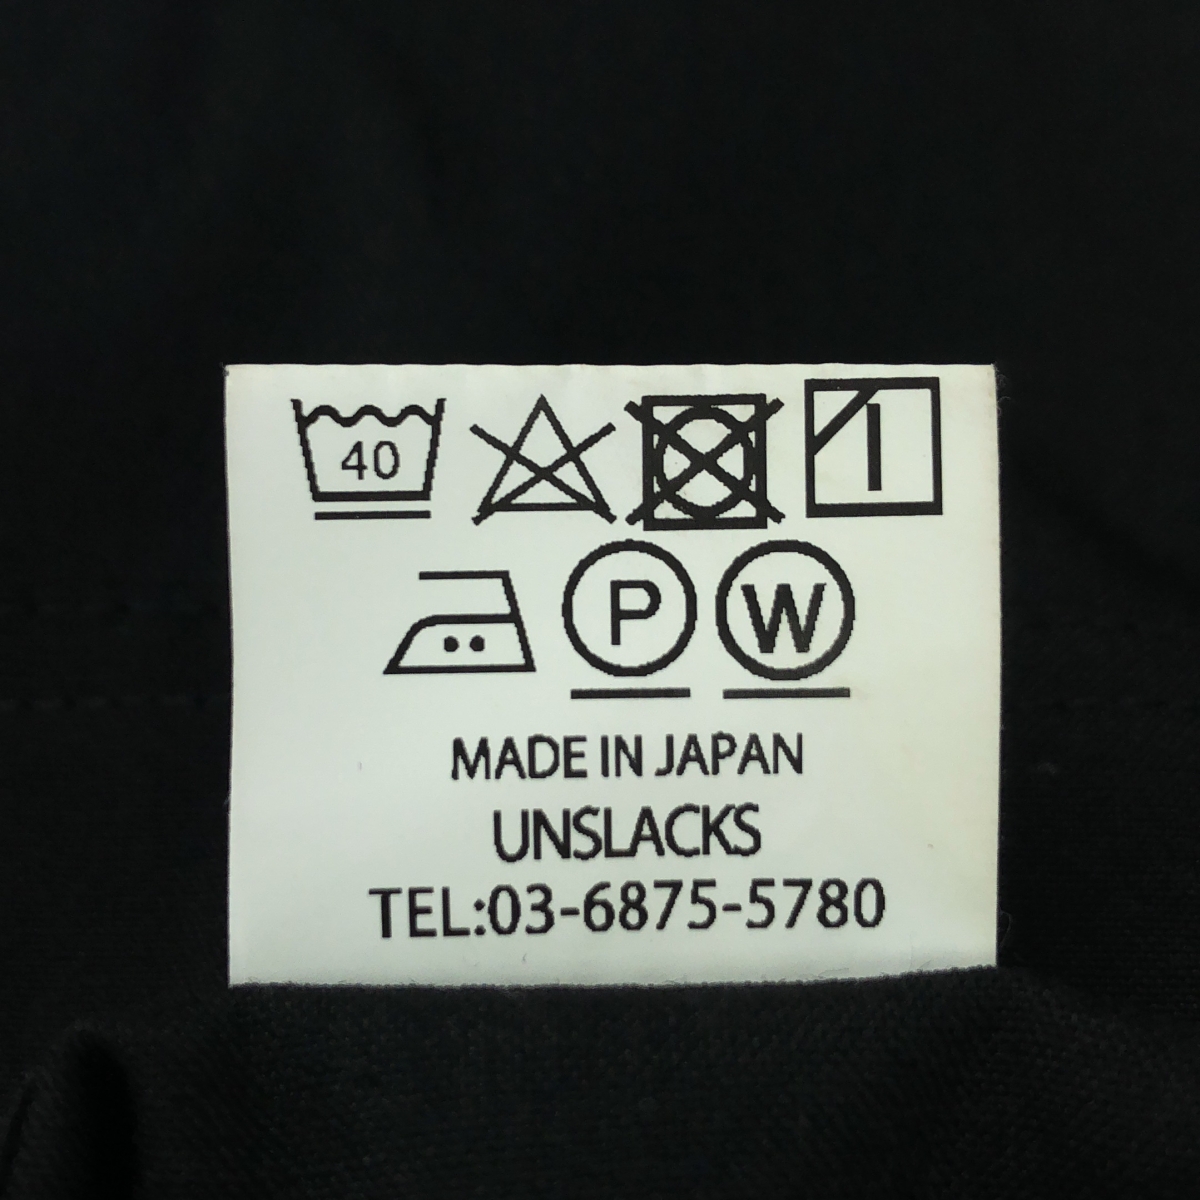 40
P W
MADE IN JAPAN
UNSLACKS
TEL:03-6875-5780